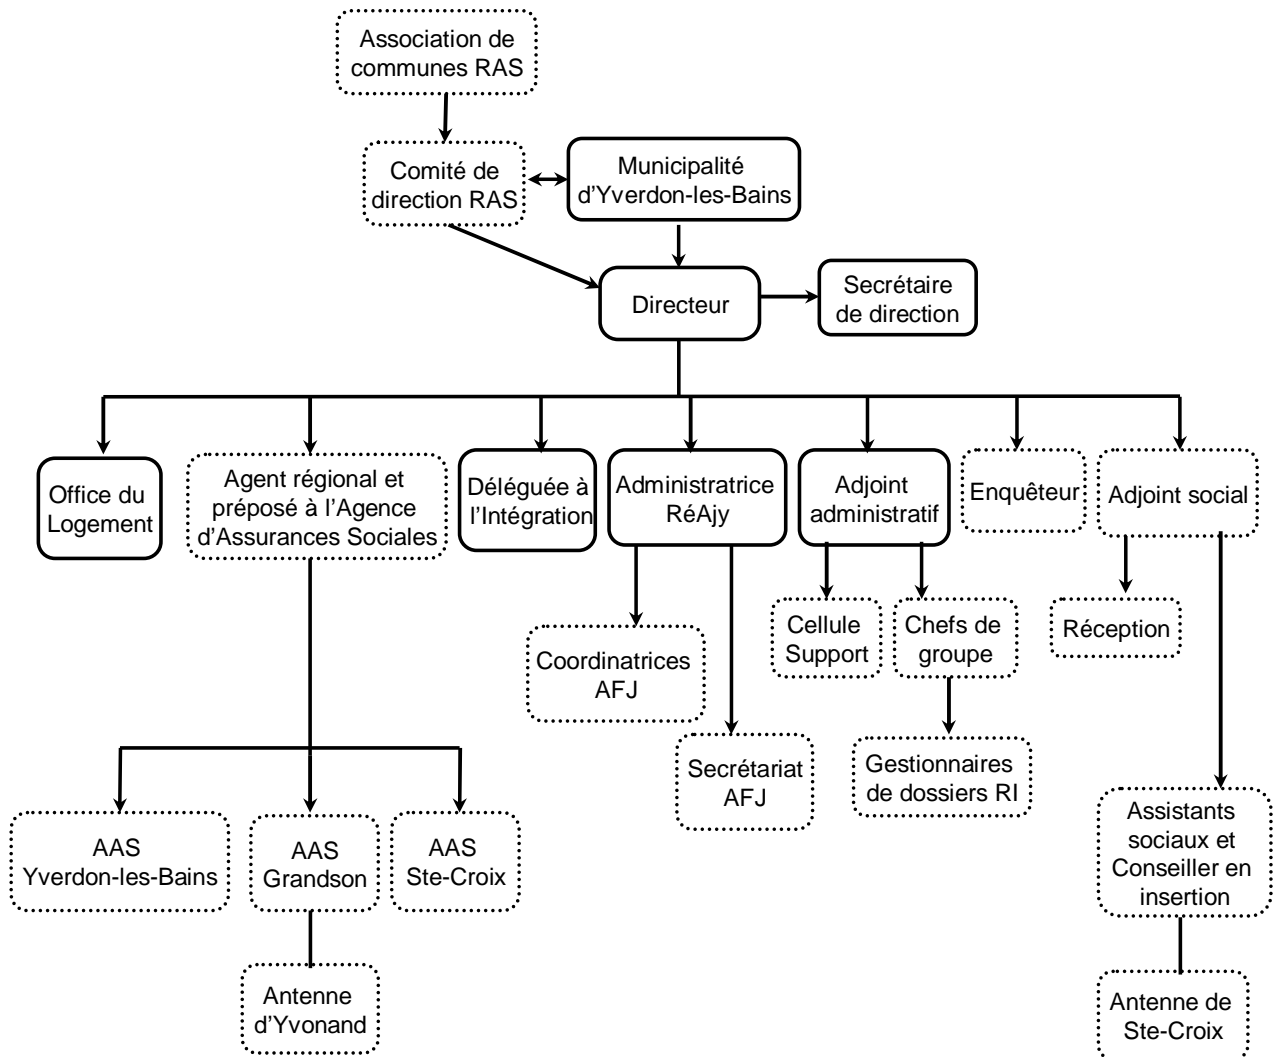 Association de
communes RAS
Comité de
direction RAS
Municipalité
d'Yverdon-les-Bains
Directeur
Secrétaire
de direction
Office du
Logement
Agent régional et
préposé à l'Agence
d'Assurances Sociales
Déléguée à
l'Intégration
Administratrice
RéAjy
Adjoint
administratif
Enquêteur
Adjoint social
Cellule
Support
Chefs de
groupe
Réception
Coordinatrices
AFJ
Secrétariat
AFJ
Gestionnaires
de dossiers RI
AAS
Yverdon-les-Bains
AAS
Grandson
AAS
Ste-Croix
Assistants
sociaux et
Conseiller en
insertion
Antenne
d'Yvonand
Antenne de
Ste-Croix